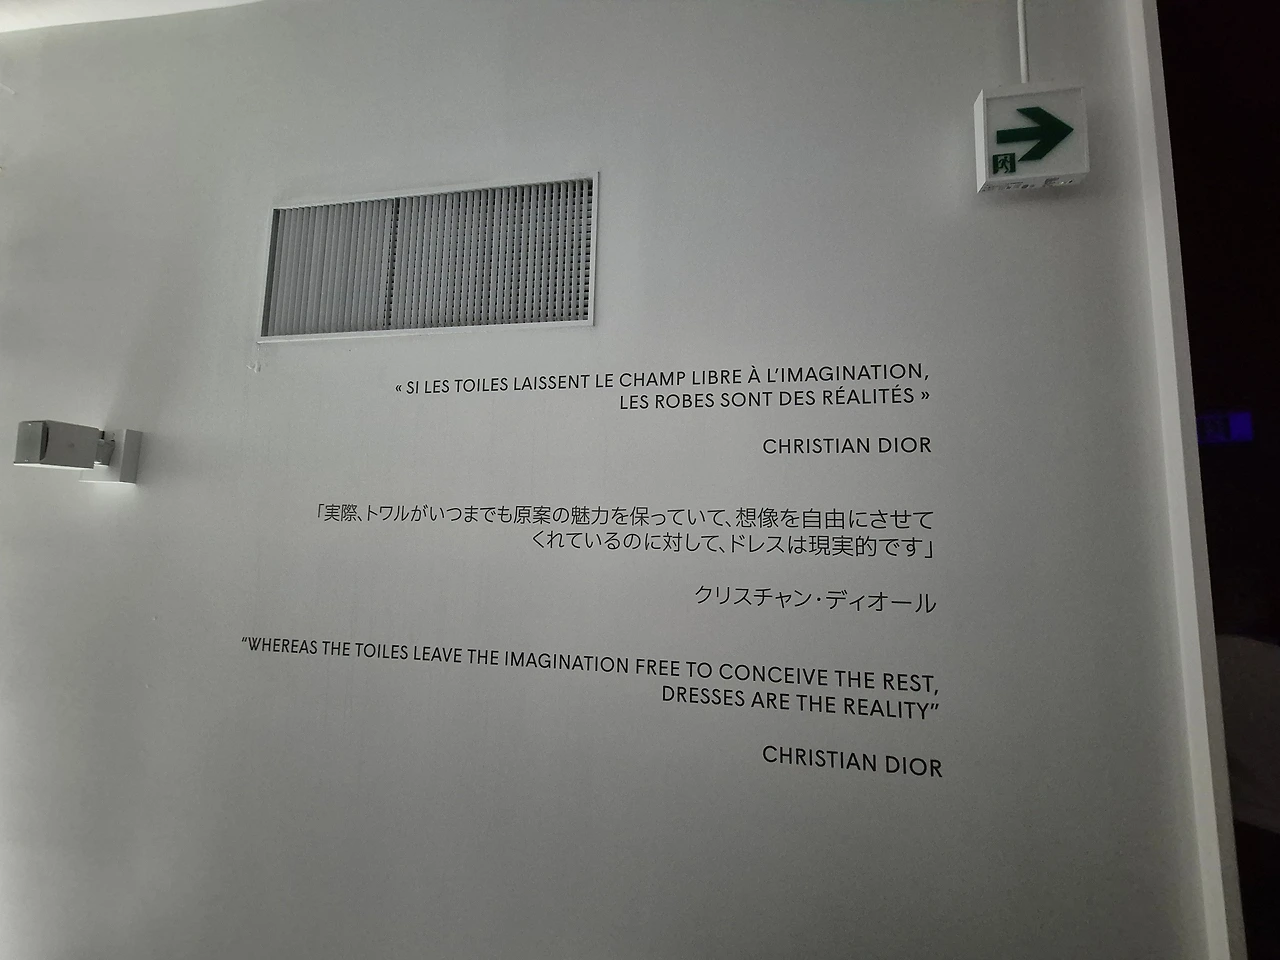 « SI LES TOILES LAISSENT LE CHAMP LIBRE À L'IMAGINATION,
LES ROBES SONT DES RÉALITÉS »
CHRISTIAN DIOR
「実際、トワルがいつまでも原案の魅力を保っていて、想像を自由にさせて
くれているのに対して、ドレスは現実的です」
クリスチャン・ディオール
“WHEREAS THE TOILES LEAVE THE IMAGINATION FREE TO CONCEIVE THE REST,
DRESSES ARE THE REALITY”
CHRISTIAN DIOR